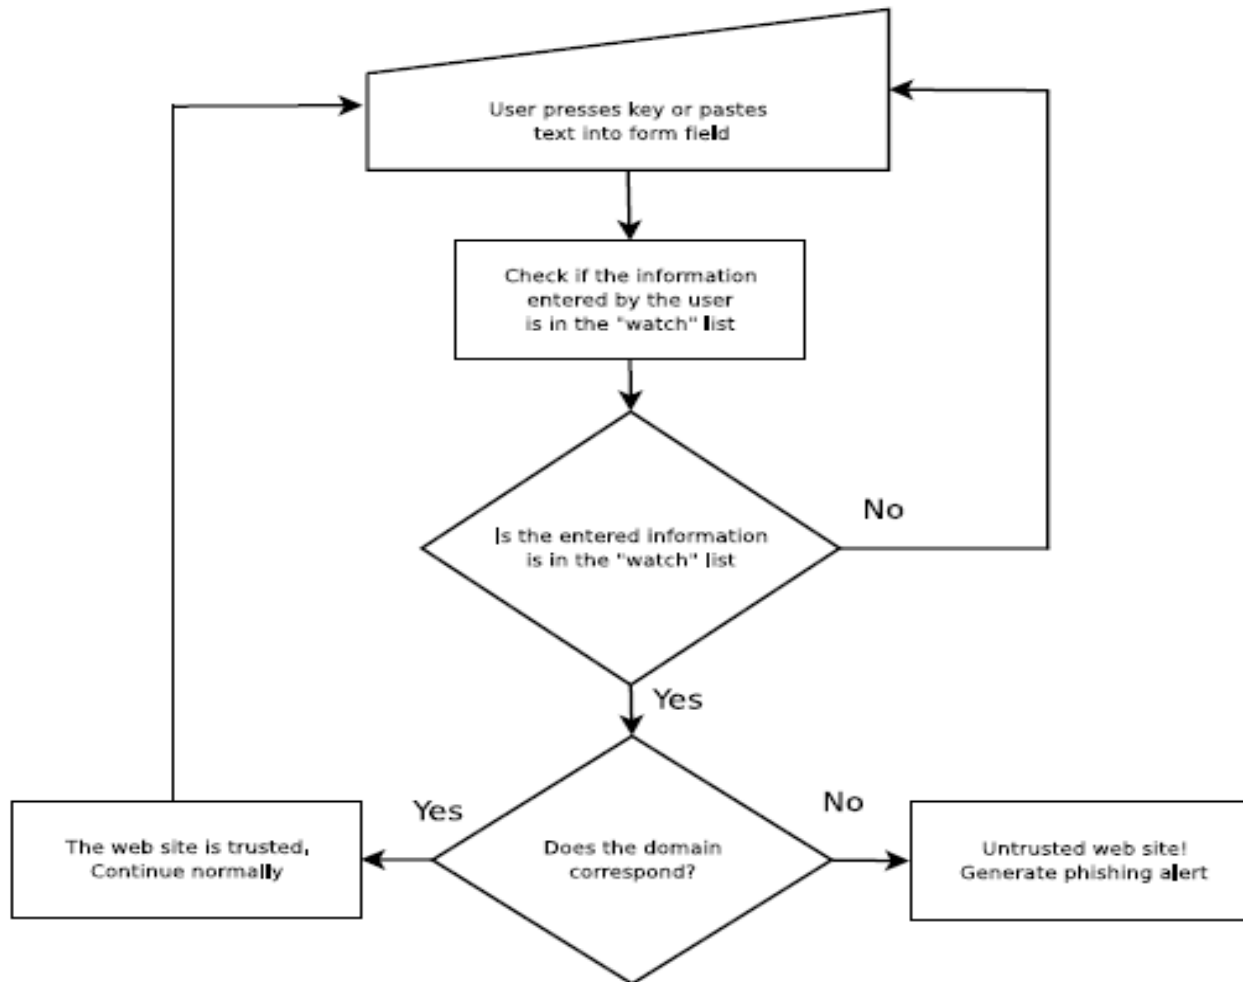 User presses key or pastes
text into form field
Check if the information
entered by the user
is in the "watch" list
Is the entered information
is in the "watch" list
No
Yes
Does the domain
correspond?
Yes
No
The web site is trusted,
Continue normally
Untrusted web site!
Generate phishing alert